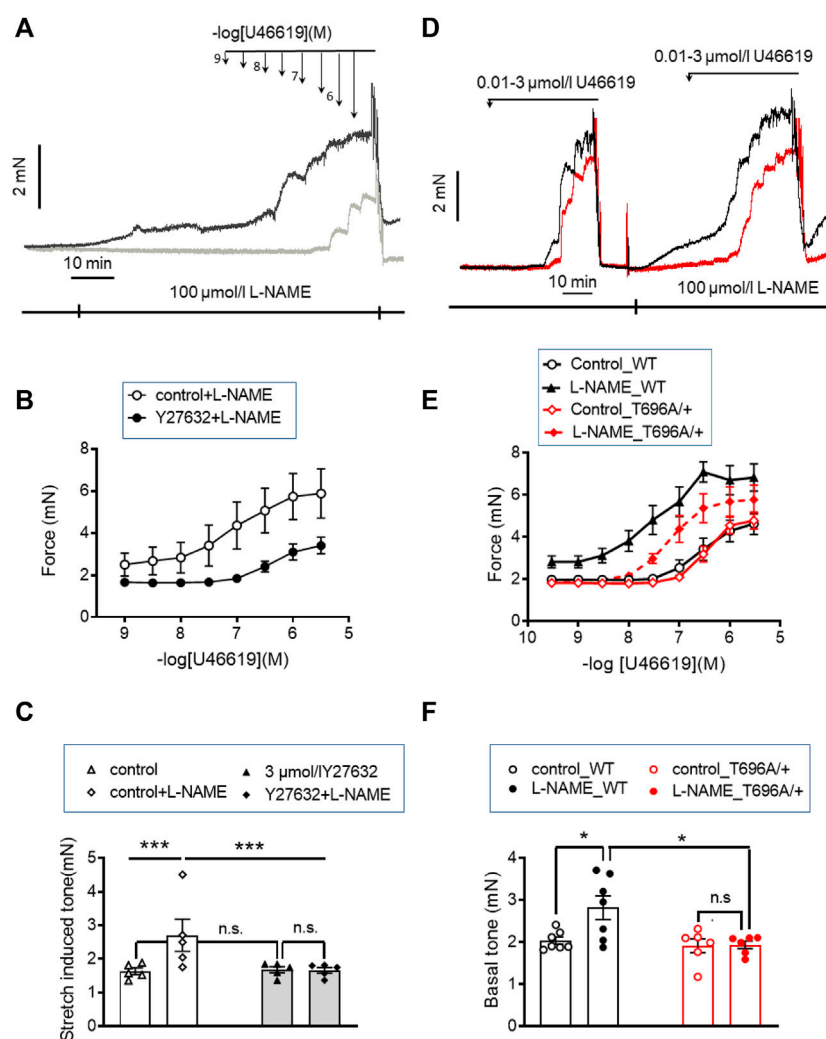 A
-log[U46619](M)
9
8
7
6
2 mN
10 min
100 µmol/l L-NAME
D
0.01-3 µmol/l U46619
0.01-3 µmol/l U46619
2 mN
10 min
100 µmol/l L-NAME
B
control+L-NAME
Y27632+L-NAME
Force (mN)
8
6
4
2
0
9
8
7
6
5
-log[U46619](M)
E
Control_WT
L-NAME_WT
Control_T696A/+
L-NAME_T696A/+
Force (mN)
8
6
4
2
0
10
9
8
7
6
5
-log [U46619](M)
C
control
control+L-NAME
3 µmol/lY27632
Y27632+L-NAME
Stretch induced tone(mN)
5
4
3
2
1
0
***
***
n.s.
n.s.
F
control_WT
L-NAME_WT
control_T696A/+
L-NAME_T696A/+
Basal tone (mN)
4
3
2
1
0
*
*
n.s